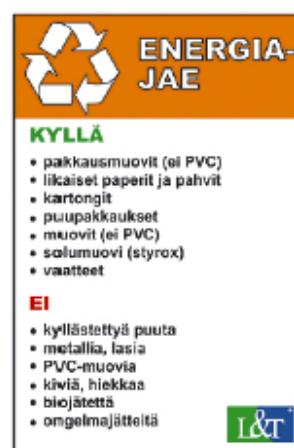 ENERGIA-
JAE
KYLLÄ
• pakkausmuovit (ei PVC)
• likaiset paperit ja pahvit
• kartongit
• puupakkaukset
• muovit (ei PVC)
• solumuovi (styrox)
• vaatteet
EI
• kyllästettyä puuta
• metallia, lasia
• PVC-muovia
• kiviä, hiekkaa
• biojätettä
• ongelmajätteitä
L&T